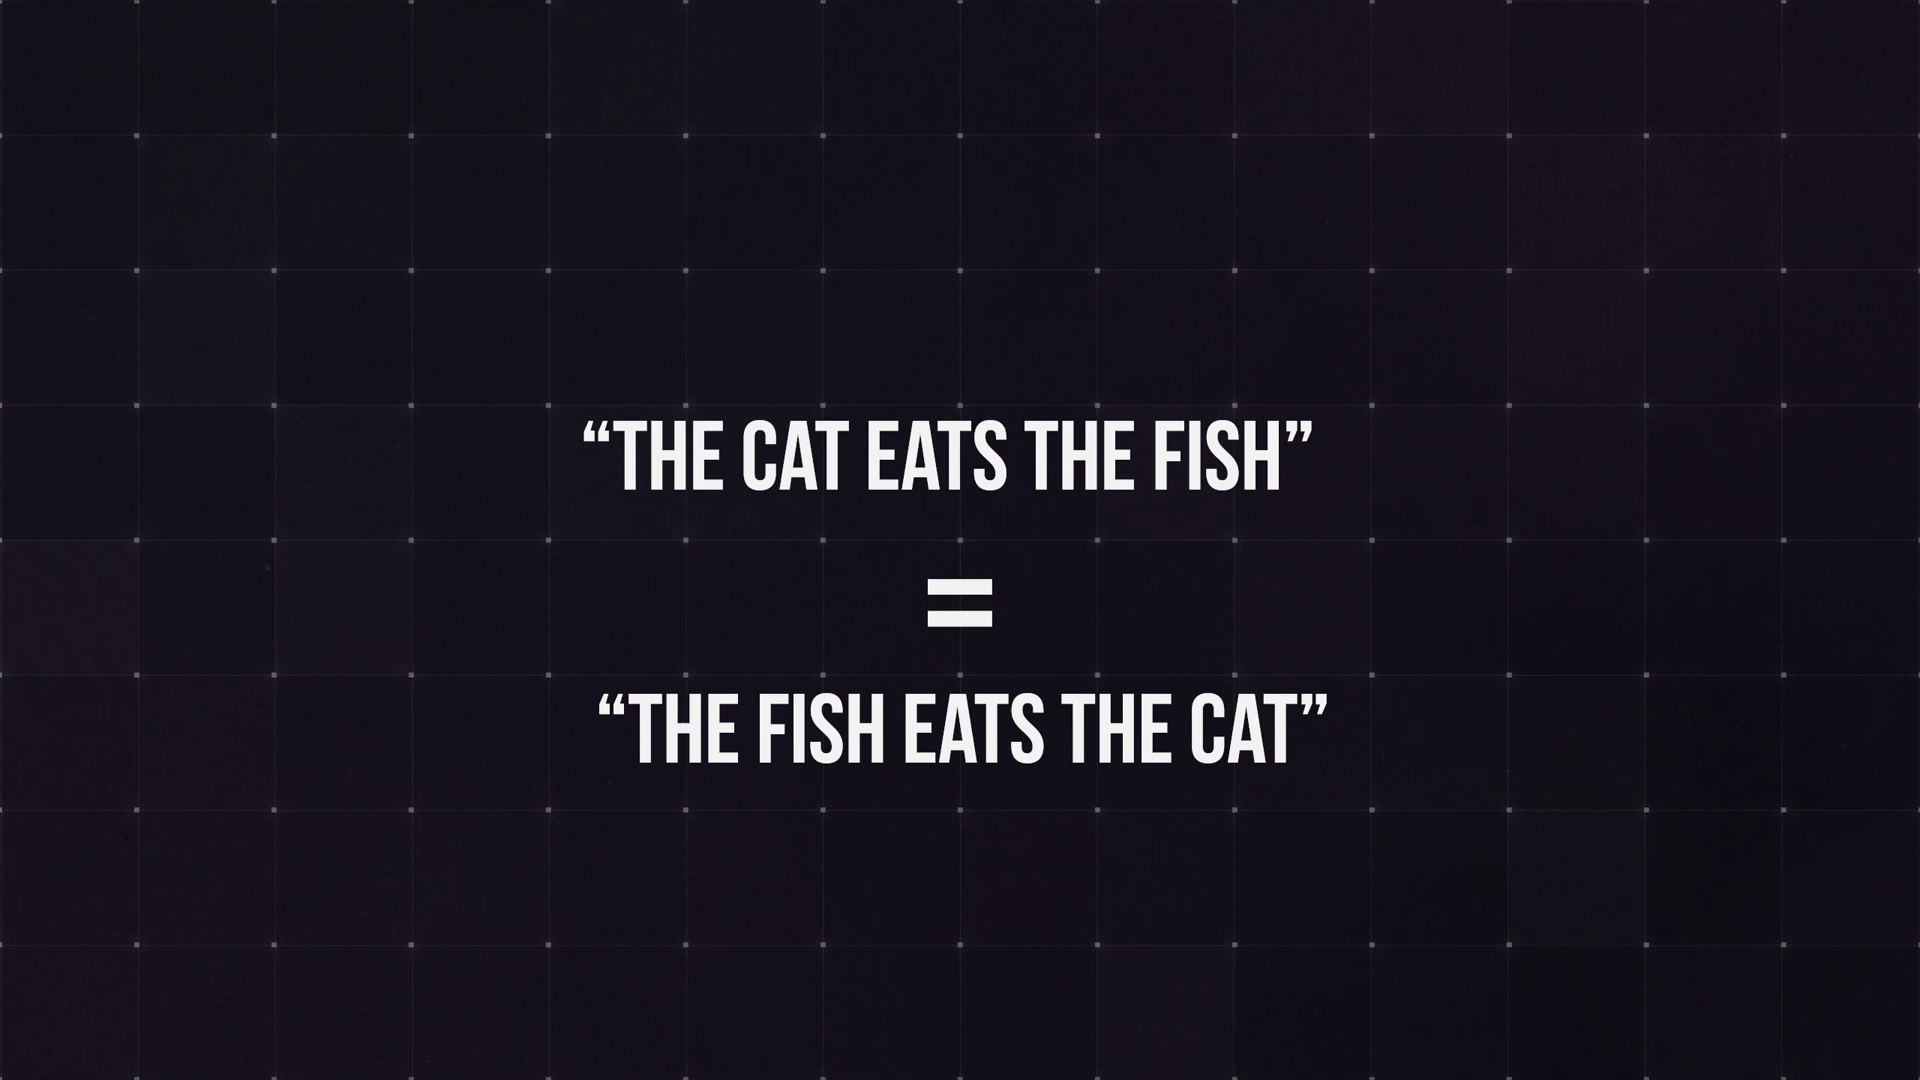 “THE CAT EATS THE FISH”
=
“THE FISH EATS THE CAT”